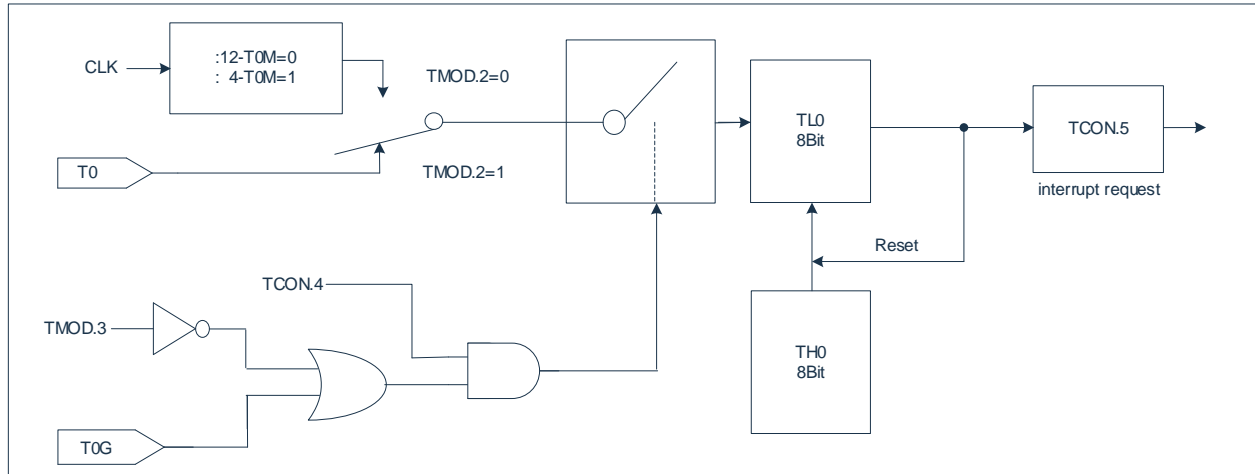 CLK
:12-T0M=0
: 4-T0M=1
TMOD.2=0
TMOD.2=1
T0
TL0
8Bit
TCON.5
interrupt request
Reset
TCON.4
TMOD.3
TH0
8Bit
T0G